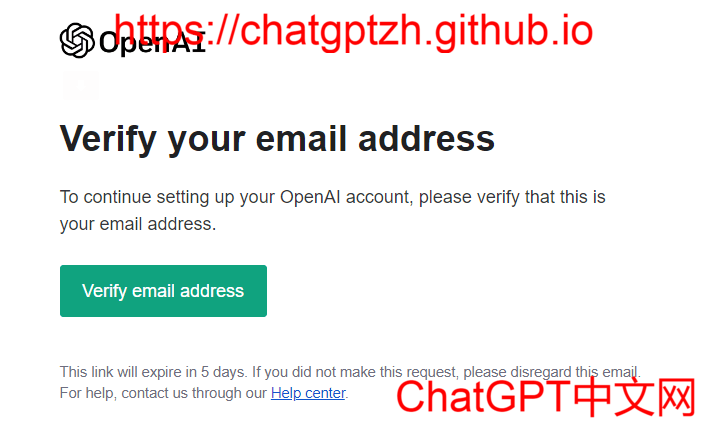 https://chatgptzh.github.io
OpenAI
Verify your email address
To continue setting up your OpenAI account, please verify that this is
your email address.
Verify email address
This link will expire in 5 days. If you did not make this request, please disregard this email.
For help, contact us through our Help center.
ChatGPT中文网